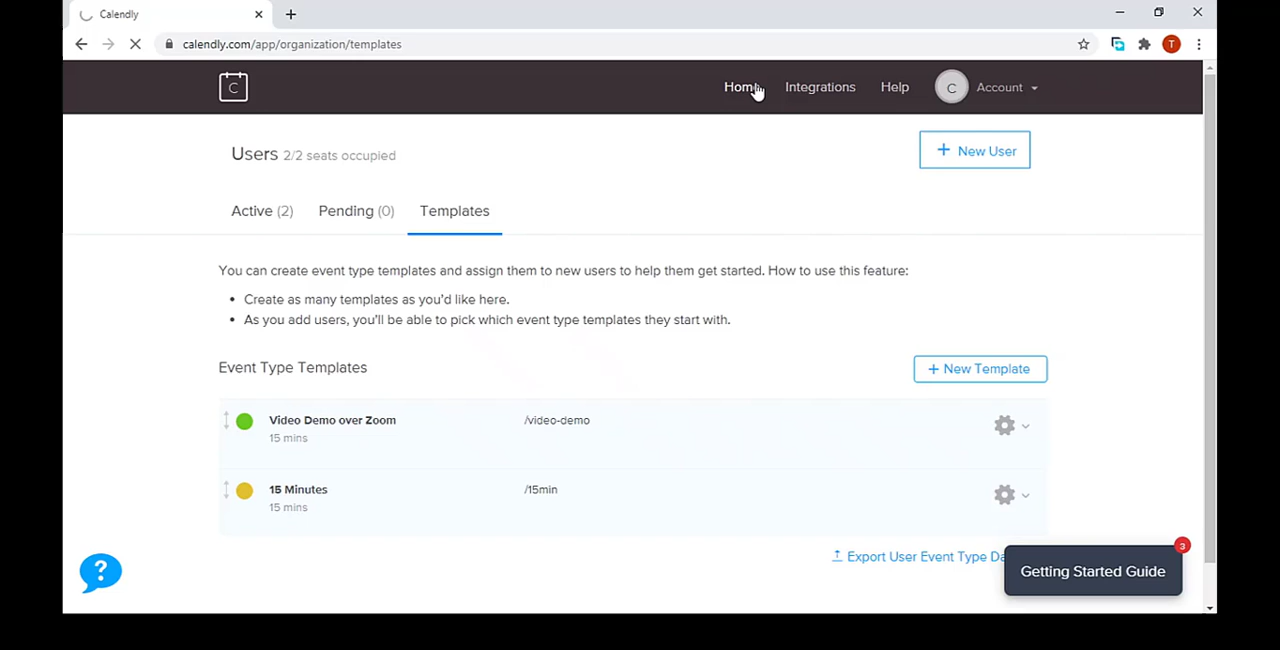 Calendly
calendly.com/app/organization/templates
T
C
Home
Integrations
Help
C
Account
Users 2/2 seats occupied
+ New User
Active (2)
Pending (0)
Templates
You can create event type templates and assign them to new users to help them get started. How to use this feature:
• Create as many templates as you'd like here.
• As you add users, you'll be able to pick which event type templates they start with.
Event Type Templates
+ New Template
Video Demo over Zoom
/video-demo
15 mins
15 Minutes
/15min
15 mins
Export User Event Type Da
3
Getting Started Guide
?